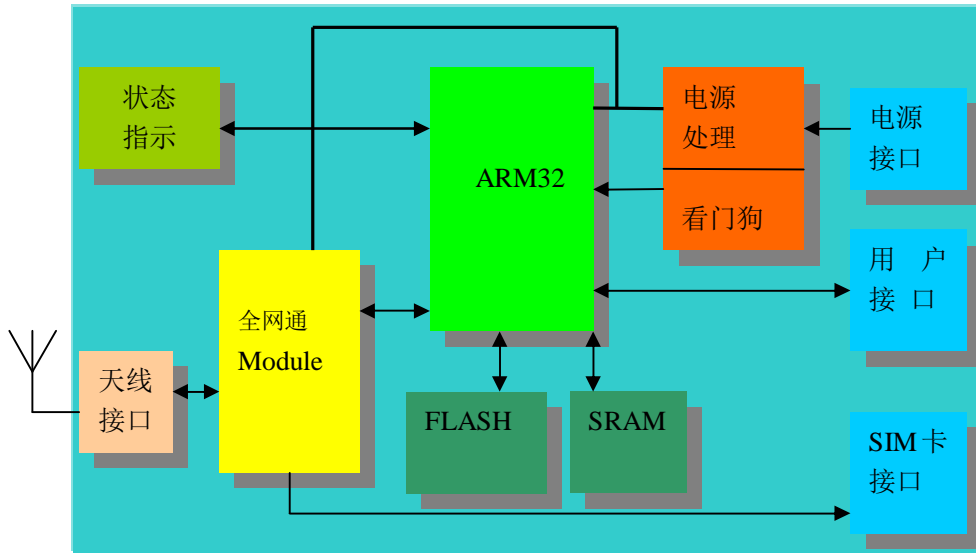 状态
指示
ARM32
电源
处理
看门狗
电源
接口
用 户
接 口
全网通
Module
天线
接口
FLASH
SRAM
SIM卡
接口